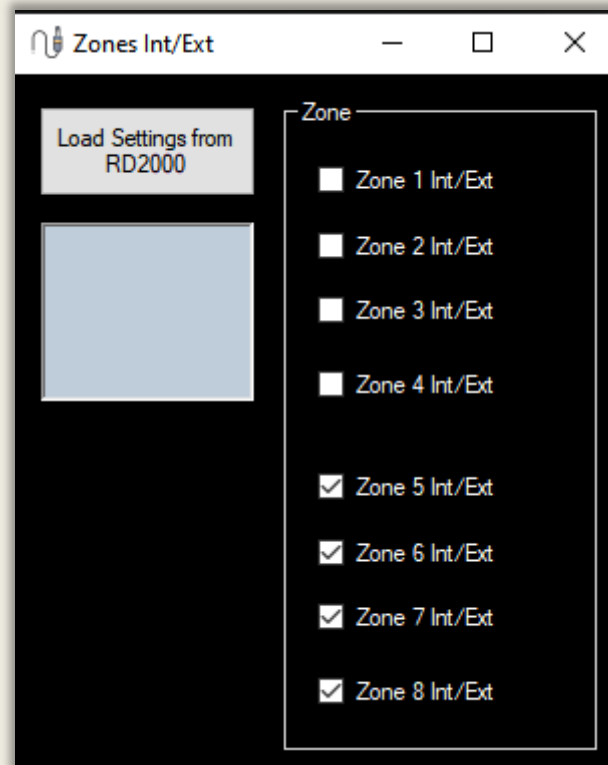 Zones Int/Ext
Load Settings from
RD2000
Zone
Zone 1 Int/Ext
Zone 2 Int/Ext
Zone 3 Int/Ext
Zone 4 Int/Ext
Zone 5 Int/Ext
Zone 6 Int/Ext
Zone 7 Int/Ext
Zone 8 Int/Ext